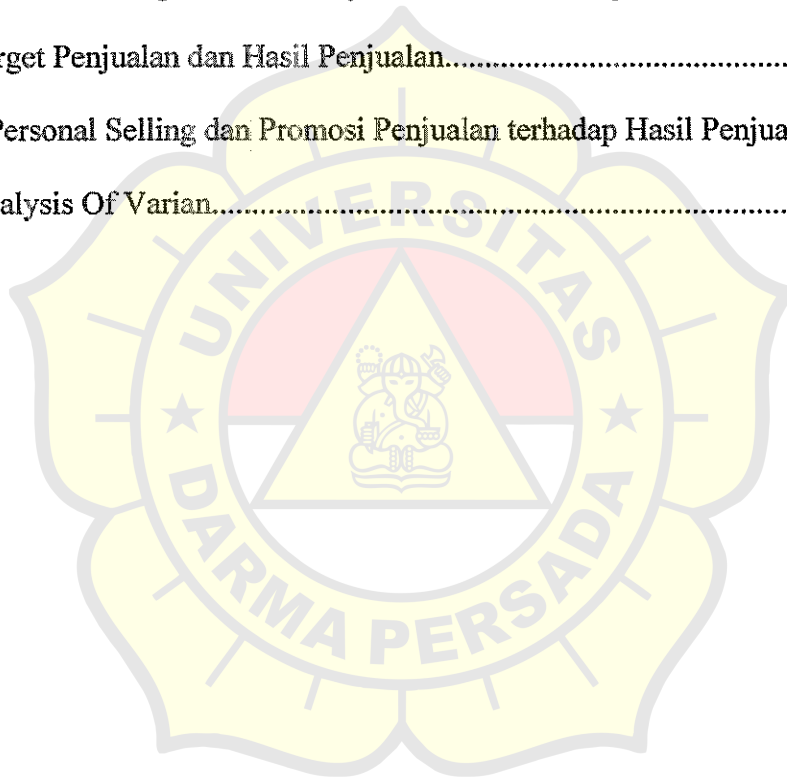 rget Penjualan dan Hasil Penjualan.......................................
Personal Selling dan Promosi Penjualan terhadap Hasil Penjua
alysis Of Varian...............................................................
UNIVERSITAS
DARMA PERSADA